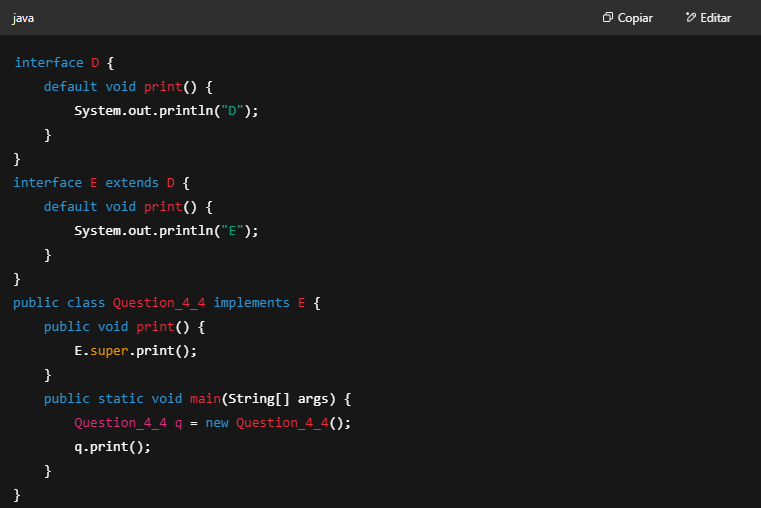 java Copiar Editar
interface D {
    default void print() {
        System.out.println("D");
    }
}
interface E extends D {
    default void print() {
        System.out.println("E");
    }
}
public class Question_4_4 implements E {
    public void print() {
        E.super.print();
    }
    public static void main(String[] args) {
        Question_4_4 q = new Question_4_4();
        q.print();
    }
}